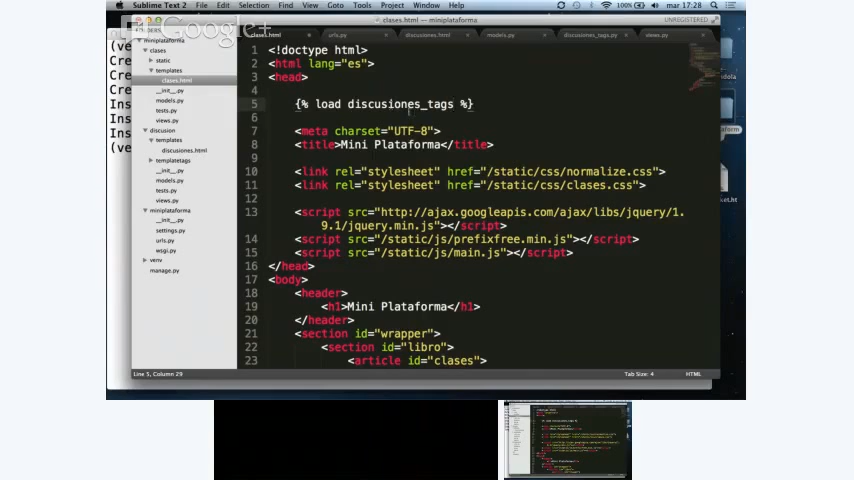 Sublime Text 2 File Edit Selection Find View Goto Tools Project Window Help 100% mar 17:28
clases.html — miniplataforma UNREGISTERED
Google+
clases.html urls.py discusiones.html models.py discusiones_tags.py views.py
miniplataforma
clases
static
templates
clases.html
__init__.py
models.py
tests.py
views.py
discusion
templates
discusiones.html
templatetags
__init__.py
models.py
tests.py
views.py
miniplataforma
__init__.py
settings.py
urls.py
wsgi.py
venv
manage.py
(ve
Cre
Cre
Ins
Ins
Ins
(ve
1 <!doctype html>
2 <html lang="es">
3 <head>
4
5 {% load discusiones_tags %}
6
7 <meta charset="UTF-8">
8 <title>Mini Plataforma</title>
9
10 <link rel="stylesheet" href="/static/css/normalize.css">
11 <link rel="stylesheet" href="/static/css/clases.css">
12
13 <script src="http://ajax.googleapis.com/ajax/libs/jquery/1.
9.1/jquery.min.js"></script>
14 <script src="/static/js/prefixfree.min.js"></script>
15 <script src="/static/js/main.js"></script>
16 </head>
17 <body>
18 <header>
19 <h1>Mini Plataforma</h1>
20 </header>
21 <section id="wrapper">
22 <section id="libro">
23 <article id="clases">
Line 5, Column 29 Tab Size: 4 HTML